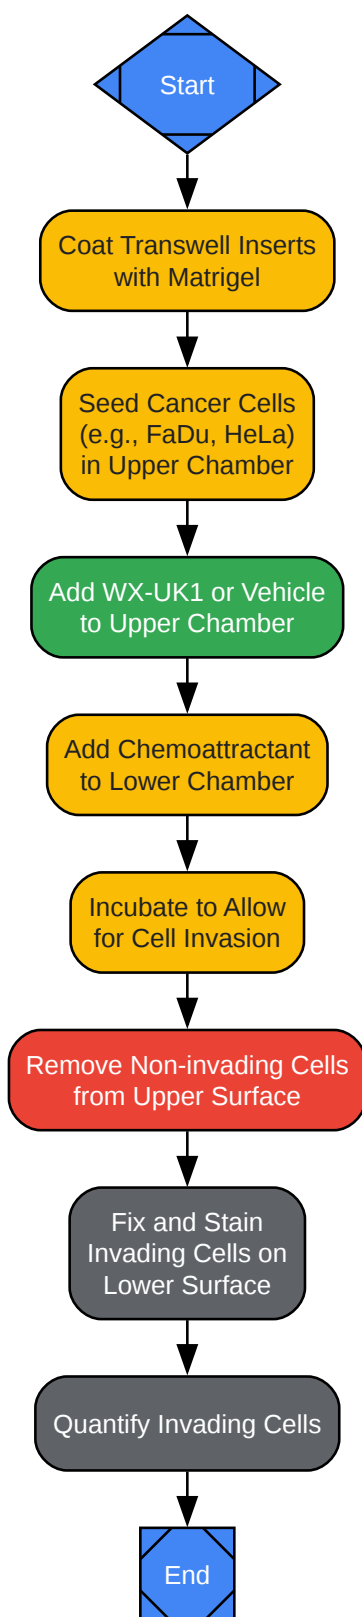 Start
Coat Transwell Inserts
with Matrigel
Seed Cancer Cells
(e.g., FaDu, HeLa)
in Upper Chamber
Add WX-UK1 or Vehicle
to Upper Chamber
Add Chemoattractant
to Lower Chamber
Incubate to Allow
for Cell Invasion
Remove Non-invading Cells
from Upper Surface
Fix and Stain
Invading Cells on
Lower Surface
Quantify Invading Cells
End